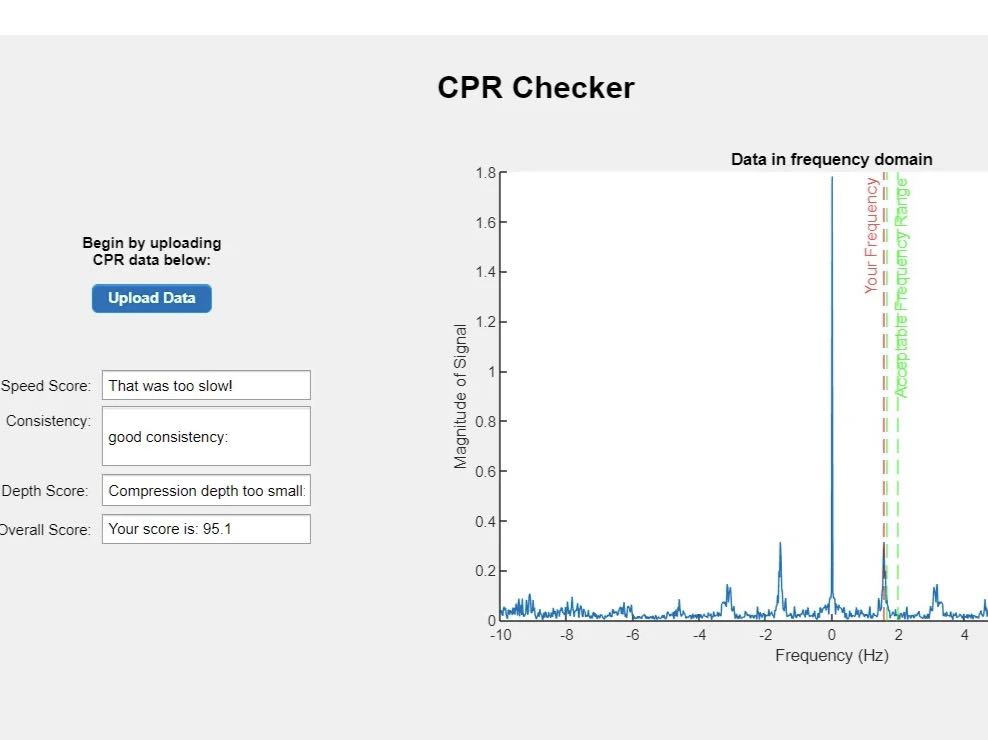 CPR Checker
Begin by uploading
CPR data below:
Upload Data
Speed Score: That was too slow!
Consistency: good consistency:
Depth Score: Compression depth too small:
Overall Score: Your score is: 95.1
Data in frequency domain
Magnitude of Signal
1.8
1.6
1.4
1.2
1
0.8
0.6
0.4
0.2
0
Your Frequency
Acceptable Frequency Range
-10 -8 -6 -4 -2 0 2 4
Frequency (Hz)